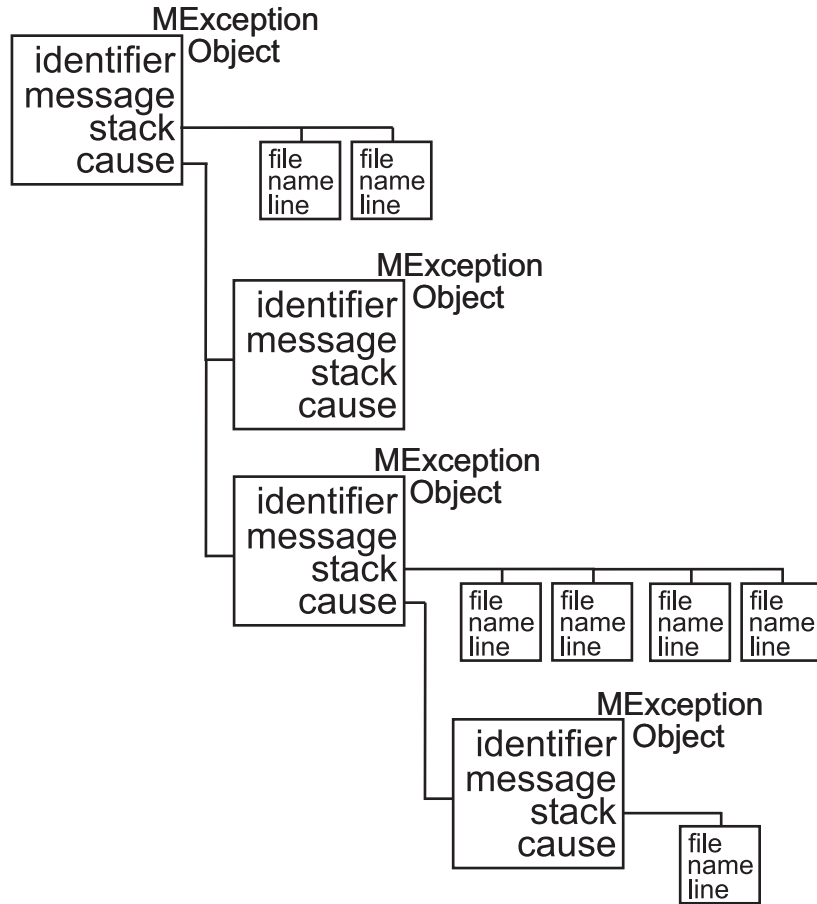 MException
Object
identifier
message
stack
cause
file
name
line
file
name
line
MException
Object
identifier
message
stack
cause
MException
Object
identifier
message
stack
cause
file
name
line
file
name
line
file
name
line
file
name
line
MException
Object
identifier
message
stack
cause
file
name
line